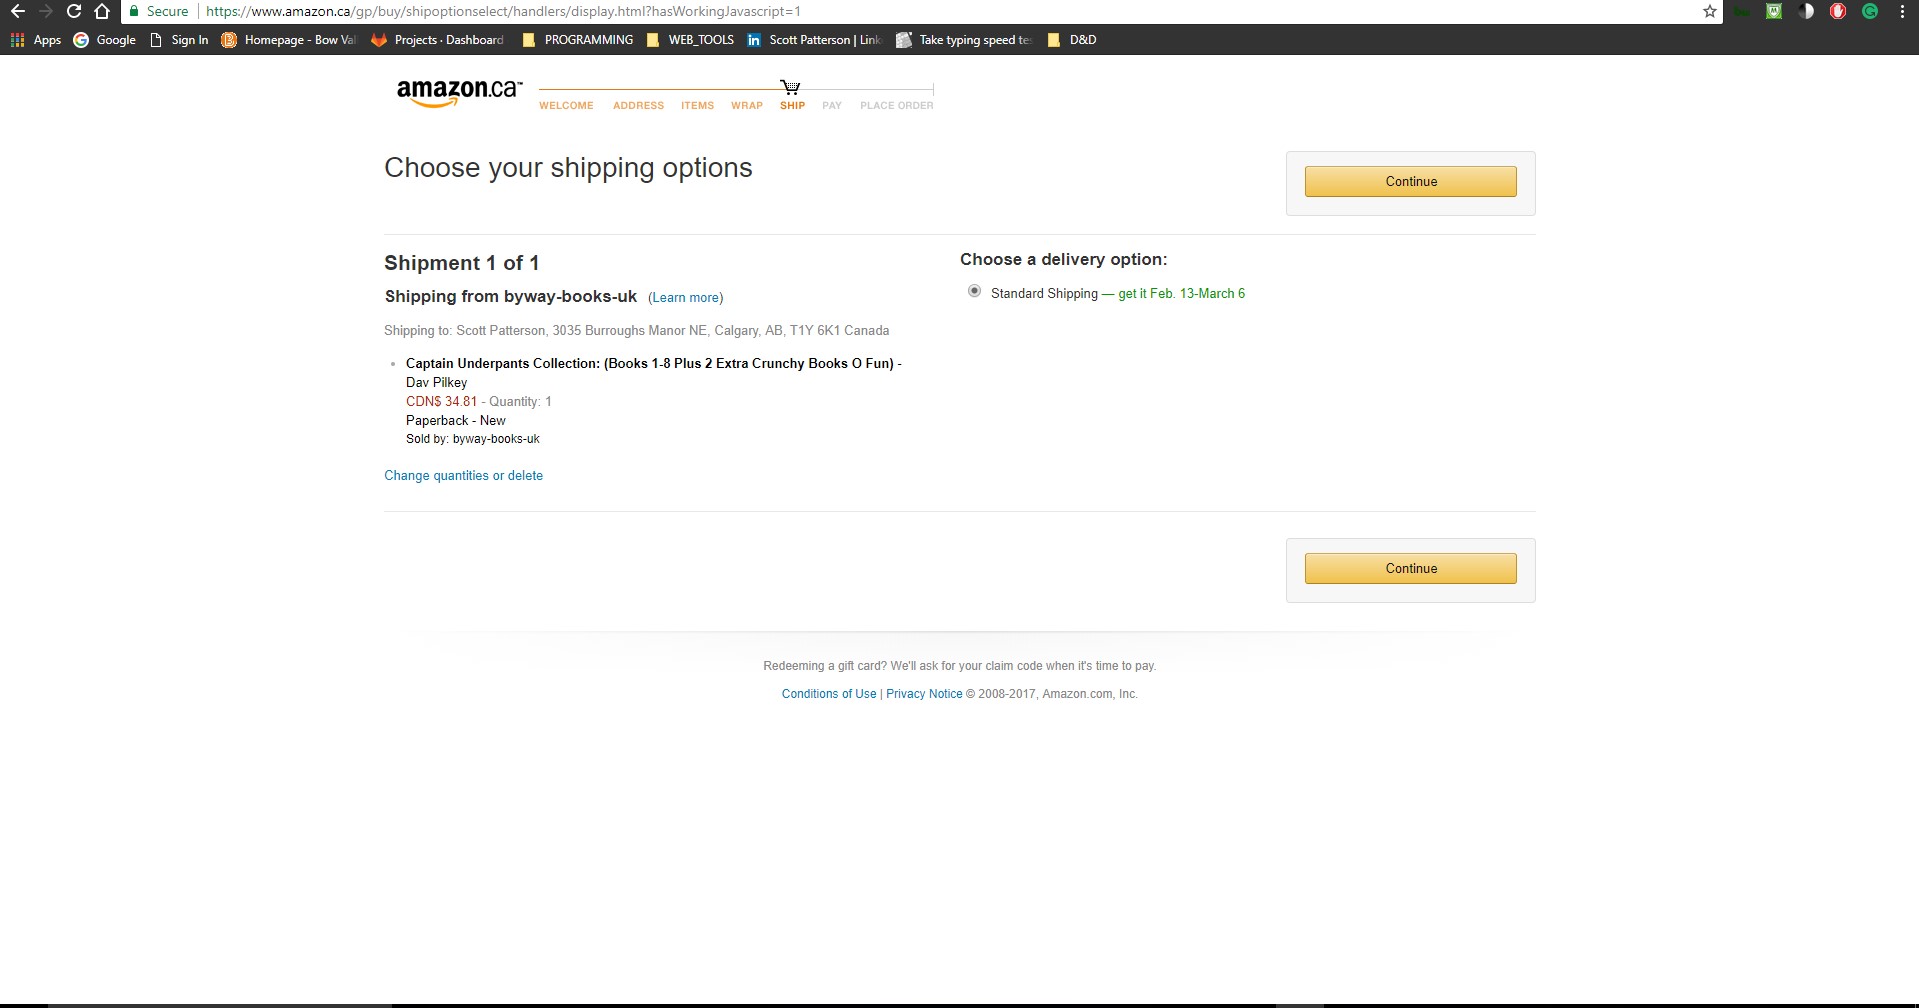 Secure https://www.amazon.ca/gp/buy/shipoptionselect/handlers/display.html?hasWorkingJavascript=1
Apps Google Sign In Homepage - Bow Val Projects · Dashboard PROGRAMMING WEB_TOOLS Scott Patterson | Link Take typing speed tes D&D
amazon.ca™
WELCOME ADDRESS ITEMS WRAP SHIP PAY PLACE ORDER
Choose your shipping options
Continue
Shipment 1 of 1
Shipping from byway-books-uk (Learn more)
Shipping to: Scott Patterson, 3035 Burroughs Manor NE, Calgary, AB, T1Y 6K1 Canada
Captain Underpants Collection: (Books 1-8 Plus 2 Extra Crunchy Books O Fun) -
Dav Pilkey
CDN$ 34.81 - Quantity: 1
Paperback - New
Sold by: byway-books-uk
Change quantities or delete
Choose a delivery option:
Standard Shipping — get it Feb. 13-March 6
Continue
Redeeming a gift card? We'll ask for your claim code when it's time to pay.
Conditions of Use | Privacy Notice © 2008-2017, Amazon.com, Inc.